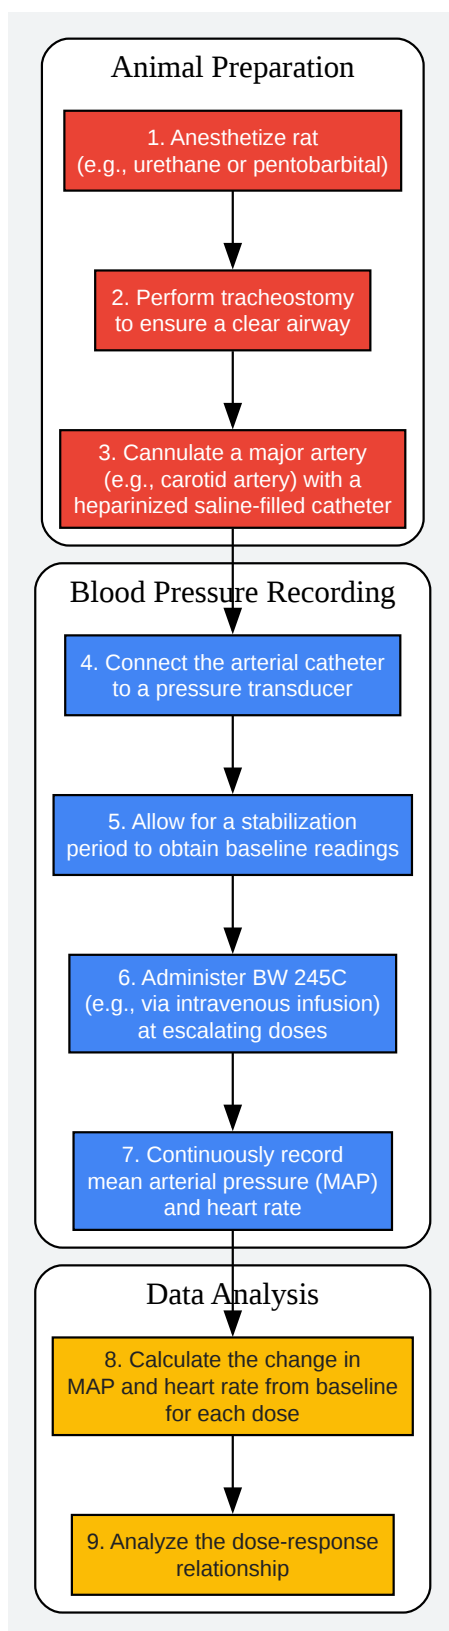 Animal Preparation
1. Anesthetize rat
(e.g., urethane or pentobarbital)
2. Perform tracheostomy
to ensure a clear airway
3. Cannulate a major artery
(e.g., carotid artery) with a
heparinized saline-filled catheter
Blood Pressure Recording
4. Connect the arterial catheter
to a pressure transducer
5. Allow for a stabilization
period to obtain baseline readings
6. Administer BW 245C
(e.g., via intravenous infusion)
at escalating doses
7. Continuously record
mean arterial pressure (MAP)
and heart rate
Data Analysis
8. Calculate the change in
MAP and heart rate from baseline
for each dose
9. Analyze the dose-response
relationship